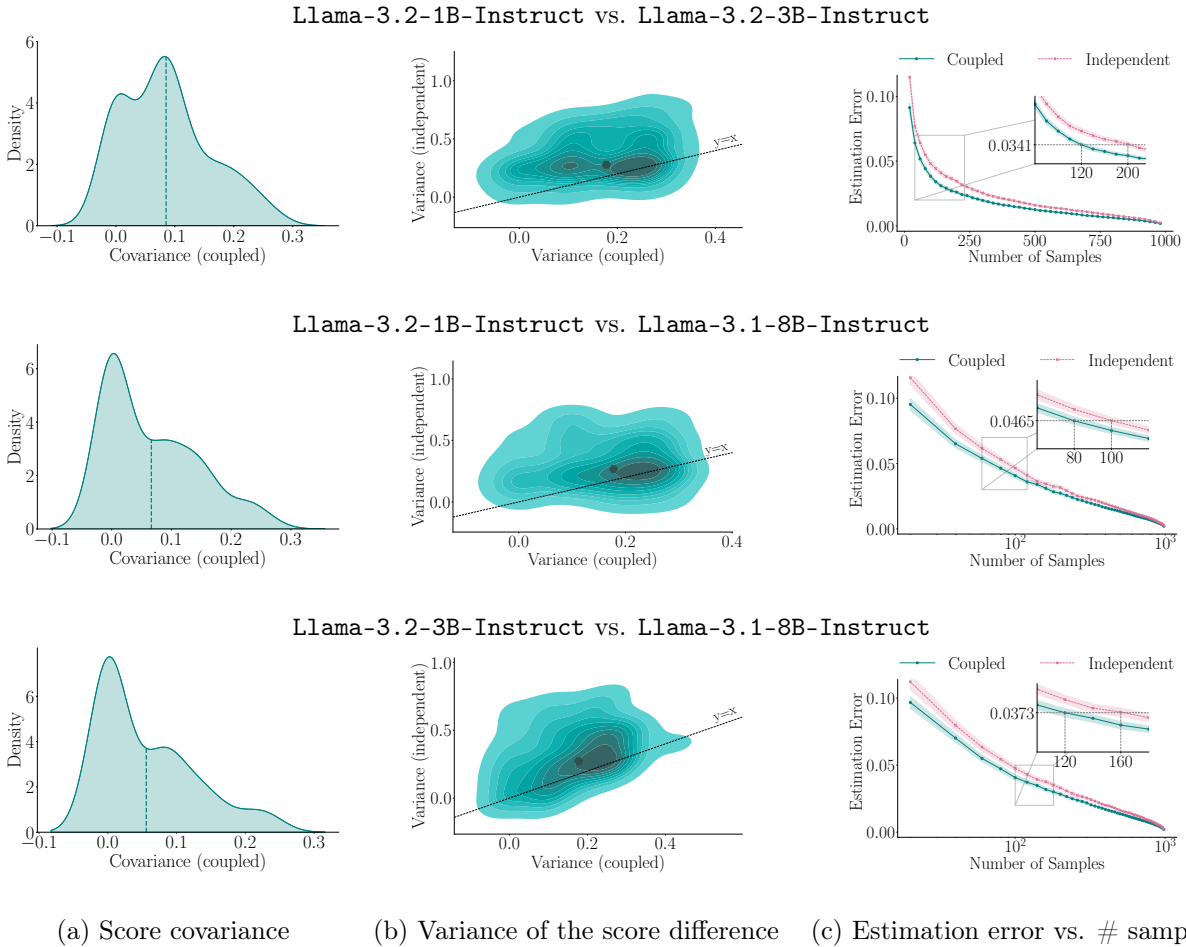 Llama-3.2-1B-Instruct vs. Llama-3.2-3B-Instruct
6
4
2
0
Density
−0.1
0.0
0.1
0.2
0.3
Covariance (coupled)
1.0
0.5
0.0
Variance (independent)
y=x
0.0
0.2
0.4
Variance (coupled)
Coupled
Independent
0.10
0.05
0.00
Estimation Error
0.0341
120
200
0
250
500
750
1000
Number of Samples
Llama-3.2-1B-Instruct vs. Llama-3.1-8B-Instruct
6
4
2
0
Density
−0.1
0.0
0.1
0.2
0.3
Covariance (coupled)
1.0
0.5
0.0
Variance (independent)
y=x
0.0
0.2
0.4
Variance (coupled)
Coupled
Independent
0.10
0.05
0.00
Estimation Error
0.0465
80
100
10²
10³
Number of Samples
Llama-3.2-3B-Instruct vs. Llama-3.1-8B-Instruct
6
4
2
0
Density
−0.1
0.0
0.1
0.2
0.3
Covariance (coupled)
1.0
0.5
0.0
Variance (independent)
y=x
0.0
0.2
0.4
Variance (coupled)
Coupled
Independent
0.10
0.05
0.00
Estimation Error
0.0373
120
160
10²
10³
Number of Samples
(a) Score covariance
(b) Variance of the score difference
(c) Estimation error vs. # samp